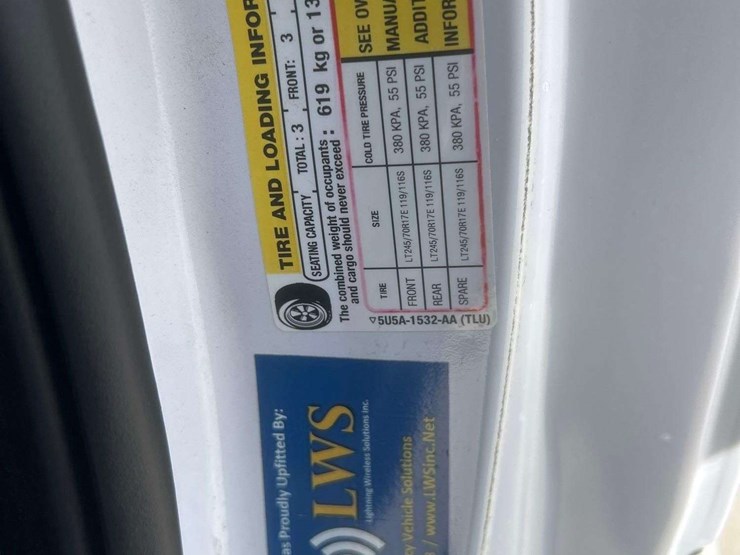 TIRE AND LOADING INFOR
SEATING CAPACITY TOTAL : 3 FRONT: 3
The combined weight of occupants :
and cargo should never exceed : 619 kg or 13
TIRE SIZE COLD TIRE PRESSURE
FRONT LT245/70R17E 119/116S 380 KPA, 55 PSI
REAR LT245/70R17E 119/116S 380 KPA, 55 PSI
SPARE LT245/70R17E 119/116S 380 KPA, 55 PSI
SEE OW
MANUA
ADDIT
INFOR
5U5A-1532-AA (TLU)
as Proudly Upfitted By:
LWS
Lightning Wireless Solutions Inc.
cy Vehicle Solutions
/ www.LWSinc.Net